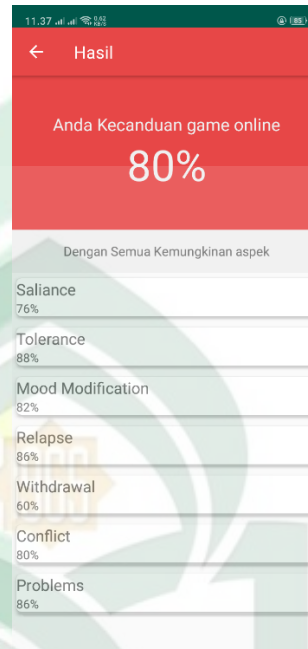 11.37
Hasil
Anda Kecanduan game online
80%
Dengan Semua Kemungkinan aspek
Saliance
76%
Tolerance
88%
Mood Modification
82%
Relapse
86%
Withdrawal
60%
Conflict
80%
Problems
86%